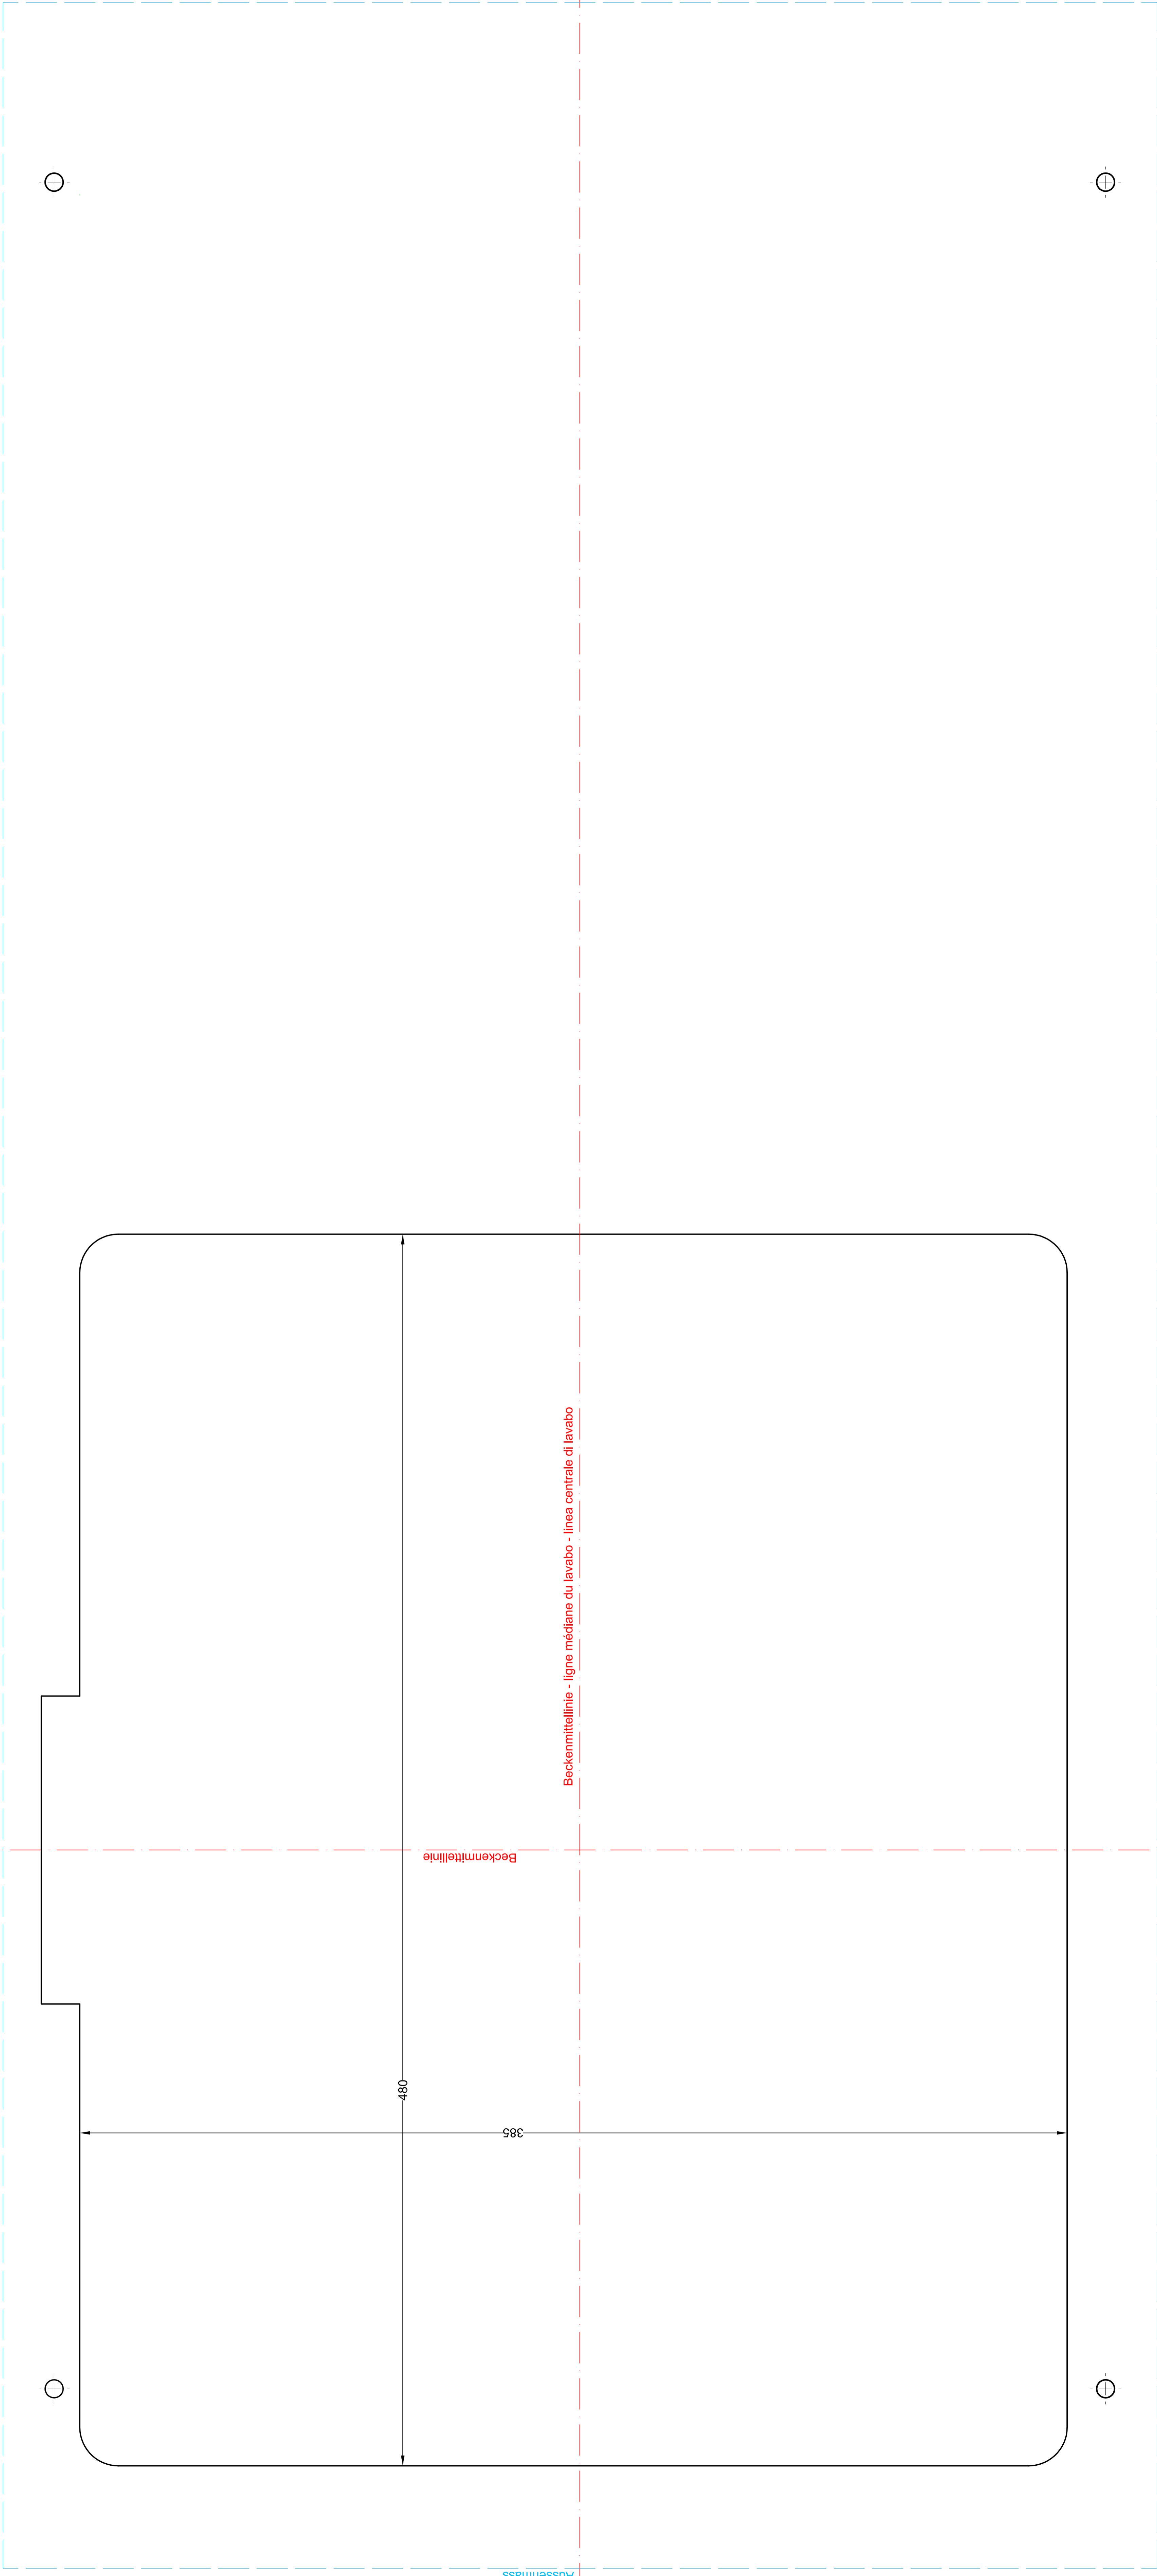 Beckenmittellinie - ligne médiane du lavabo - linea centrale di lavabo
Beckenmittellinie
480
385
Aussenmass